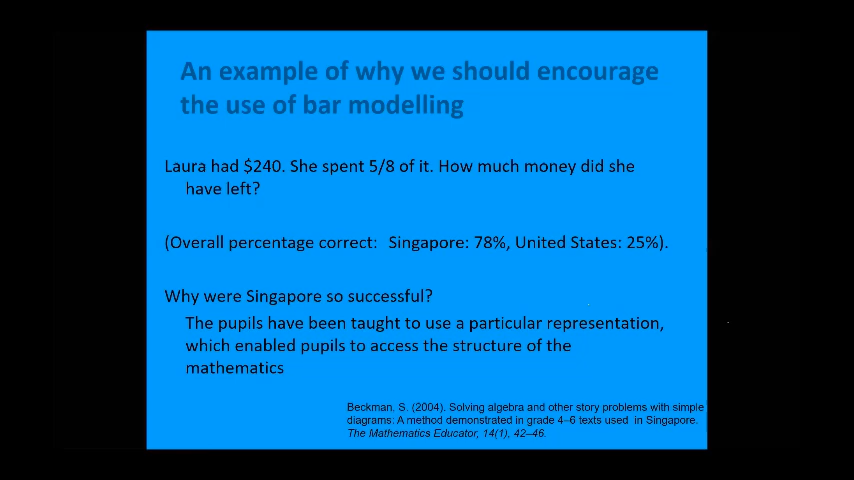 An example of why we should encourage
the use of bar modelling
Laura had $240. She spent 5/8 of it. How much money did she
have left?
(Overall percentage correct: Singapore: 78%, United States: 25%).
Why were Singapore so successful?
The pupils have been taught to use a particular representation,
which enabled pupils to access the structure of the
mathematics
Beckman. S. (2004). Solving algebra and other story problems with simple
diagrams: A method demonstrated in grade 4–6 texts used in Singapore.
The Mathematics Educator, 14(1), 42–46.